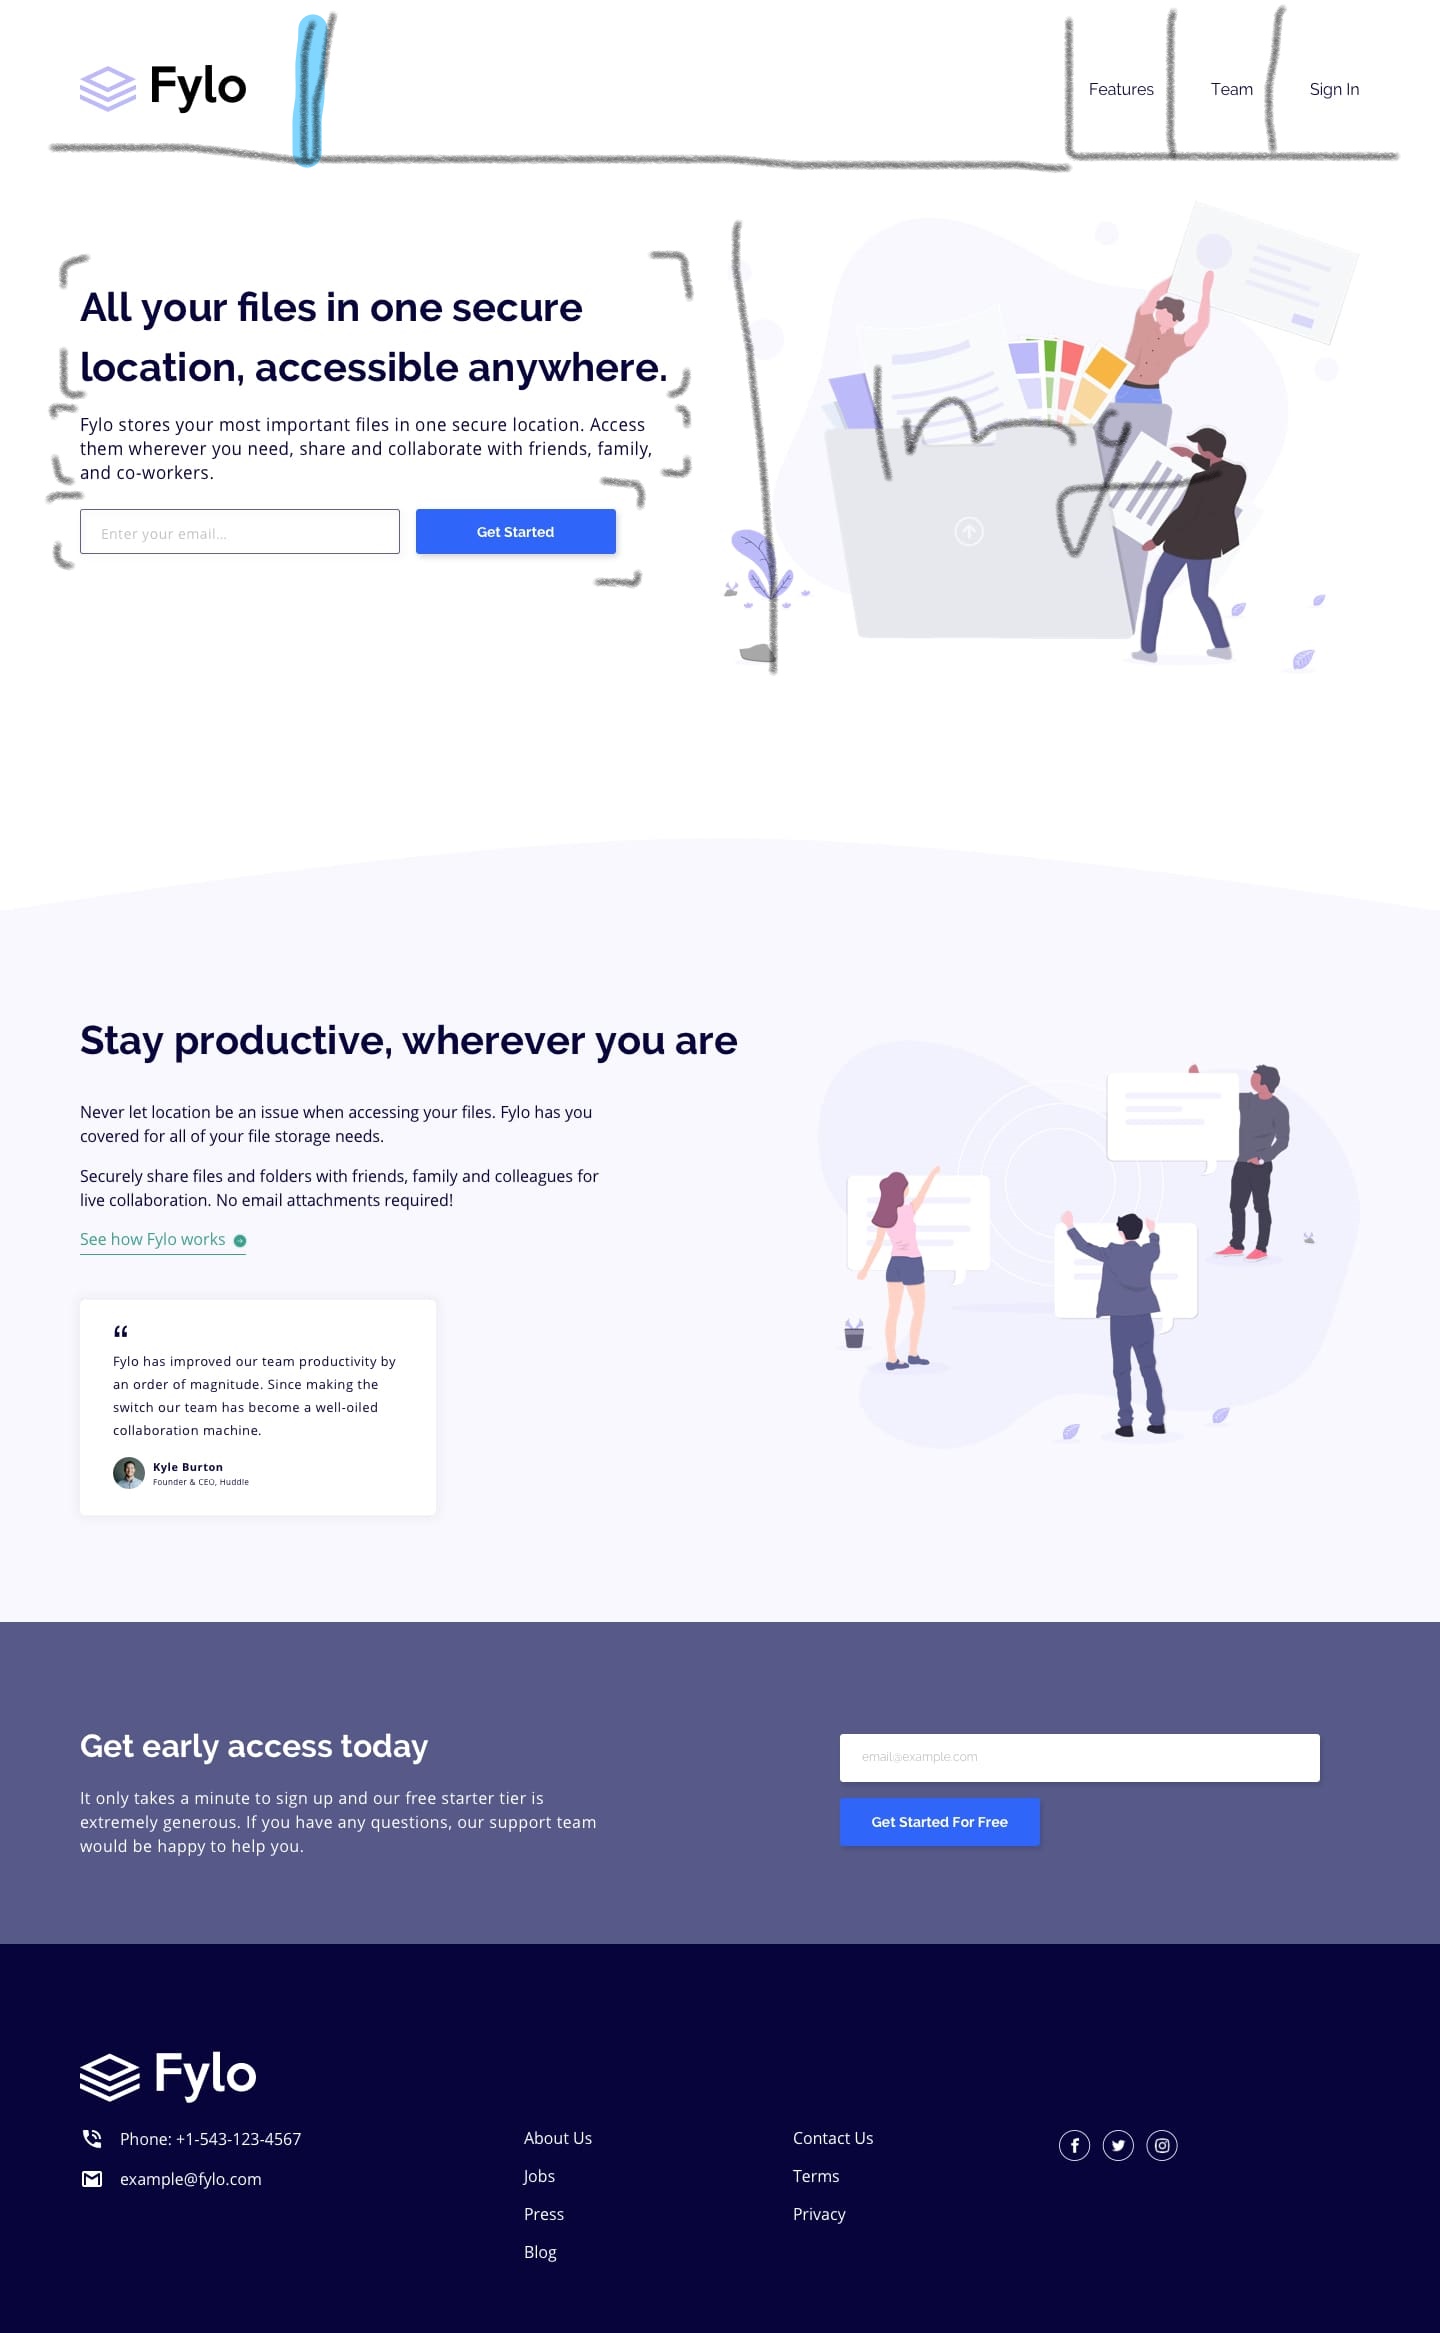 Fylo
Features Team Sign In
All your files in one secure
location, accessible anywhere.
Fylo stores your most important files in one secure location. Access
them wherever you need, share and collaborate with friends, family,
and co-workers.
Enter your email...
Get Started
Img
Stay productive, wherever you are
Never let location be an issue when accessing your files. Fylo has you
covered for all of your file storage needs.
Securely share files and folders with friends, family and colleagues for
live collaboration. No email attachments required!
See how Fylo works
“
Fylo has improved our team productivity by
an order of magnitude. Since making the
switch our team has become a well-oiled
collaboration machine.
Kyle Burton
Founder & CEO, Huddle
Get early access today
It only takes a minute to sign up and our free starter tier is
extremely generous. If you have any questions, our support team
would be happy to help you.
email@example.com
Get Started For Free
Fylo
Phone: +1-543-123-4567
example@fylo.com
About Us
Jobs
Press
Blog
Contact Us
Terms
Privacy